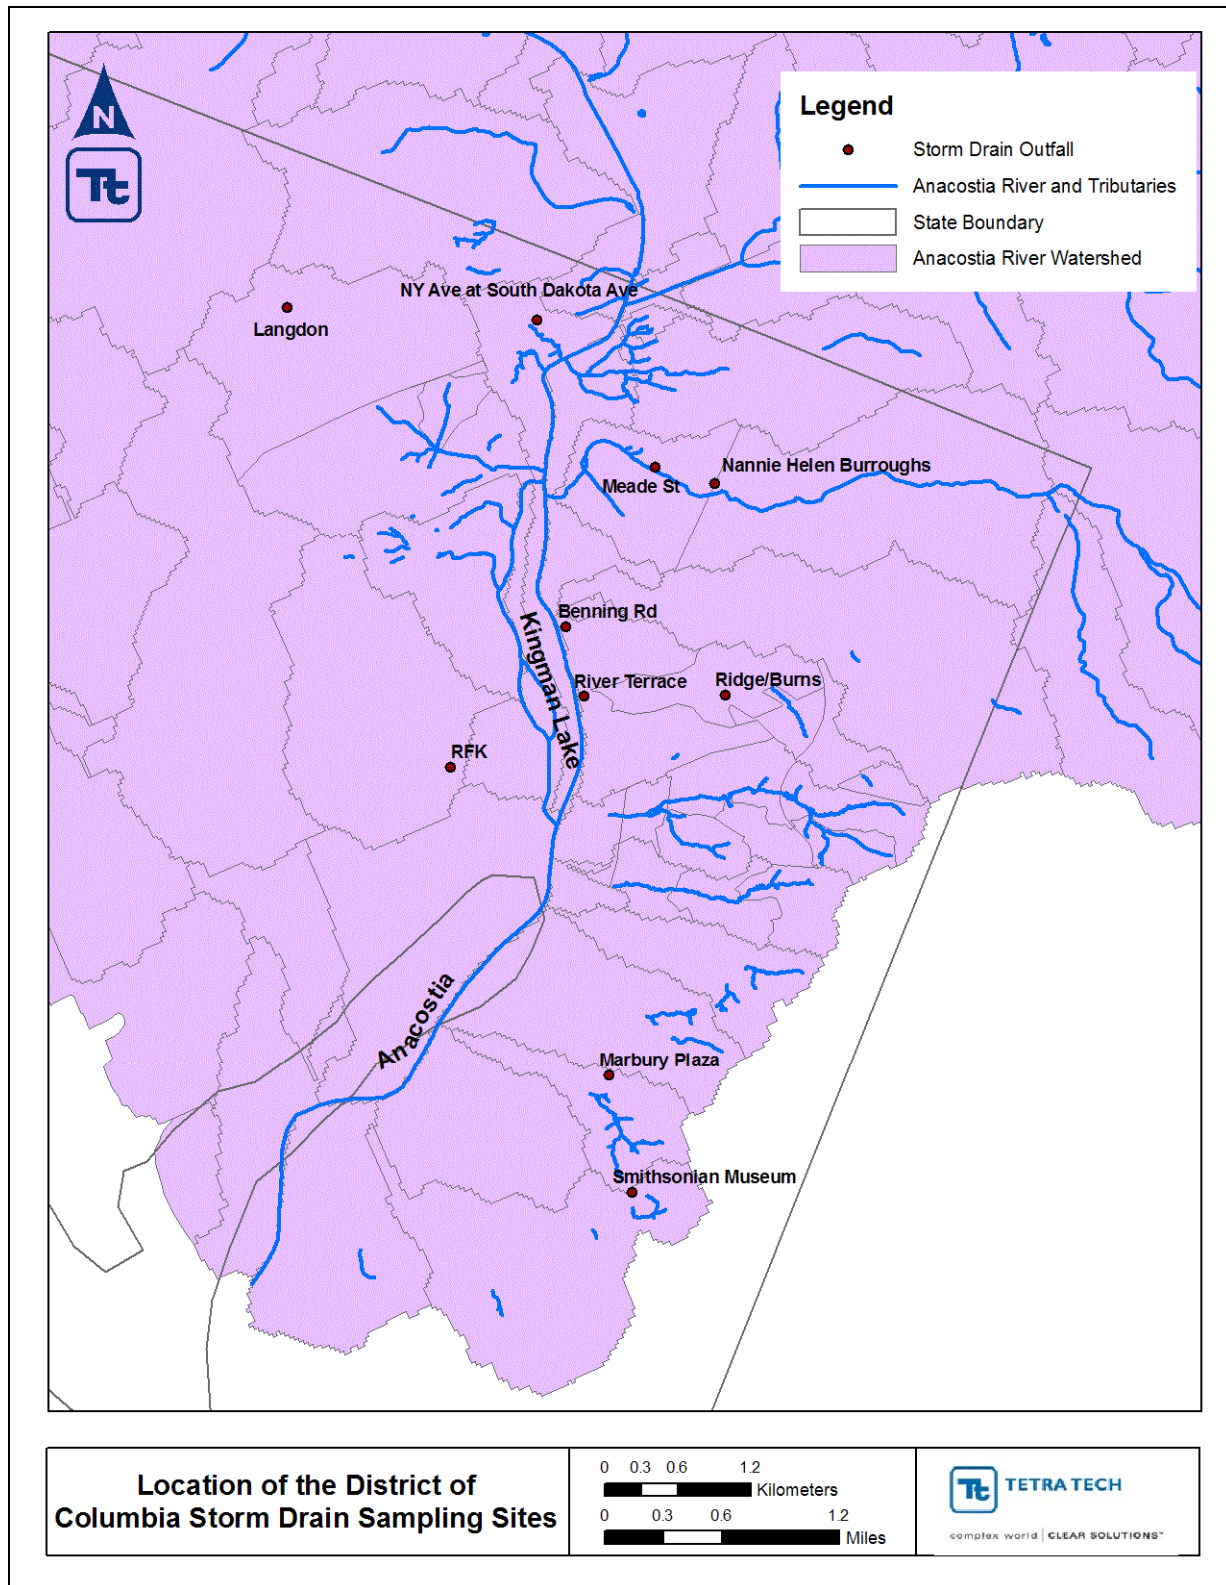 N
Tt
Legend
Storm Drain Outfall
Anacostia River and Tributaries
State Boundary
Anacostia River Watershed
NY Ave at South Dakota Ave
Langdon
Nannie Helen Burroughs
Meade St
Benning Rd
Kingman Lake
River Terrace
Ridge/Burns
RFK
Anacostia
Marbury Plaza
Smithsonian Museum
Location of the District of
Columbia Storm Drain Sampling Sites
0 0.3 0.6 1.2
Kilometers
0 0.3 0.6 1.2
Miles
Tt TETRA TECH
complex world | CLEAR SOLUTIONS™